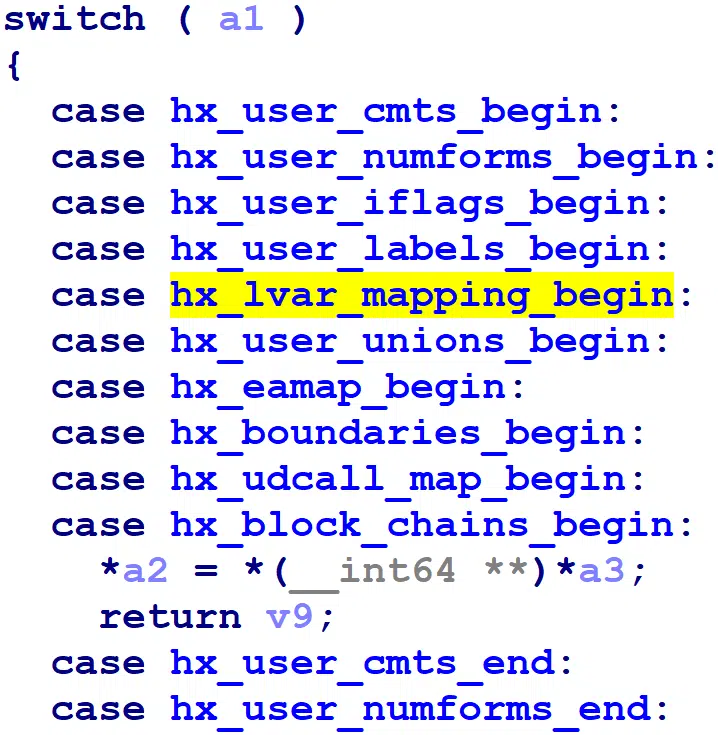 switch ( a1 )
{
  case hx_user_cmts_begin:
  case hx_user_numforms_begin:
  case hx_user_iflags_begin:
  case hx_user_labels_begin:
  case hx_lvar_mapping_begin:
  case hx_user_unions_begin:
  case hx_eamap_begin:
  case hx_boundaries_begin:
  case hx_udcall_map_begin:
  case hx_block_chains_begin:
    *a2 = *(__int64 **)*a3;
    return v9;
  case hx_user_cmts_end:
  case hx_user_numforms_end: